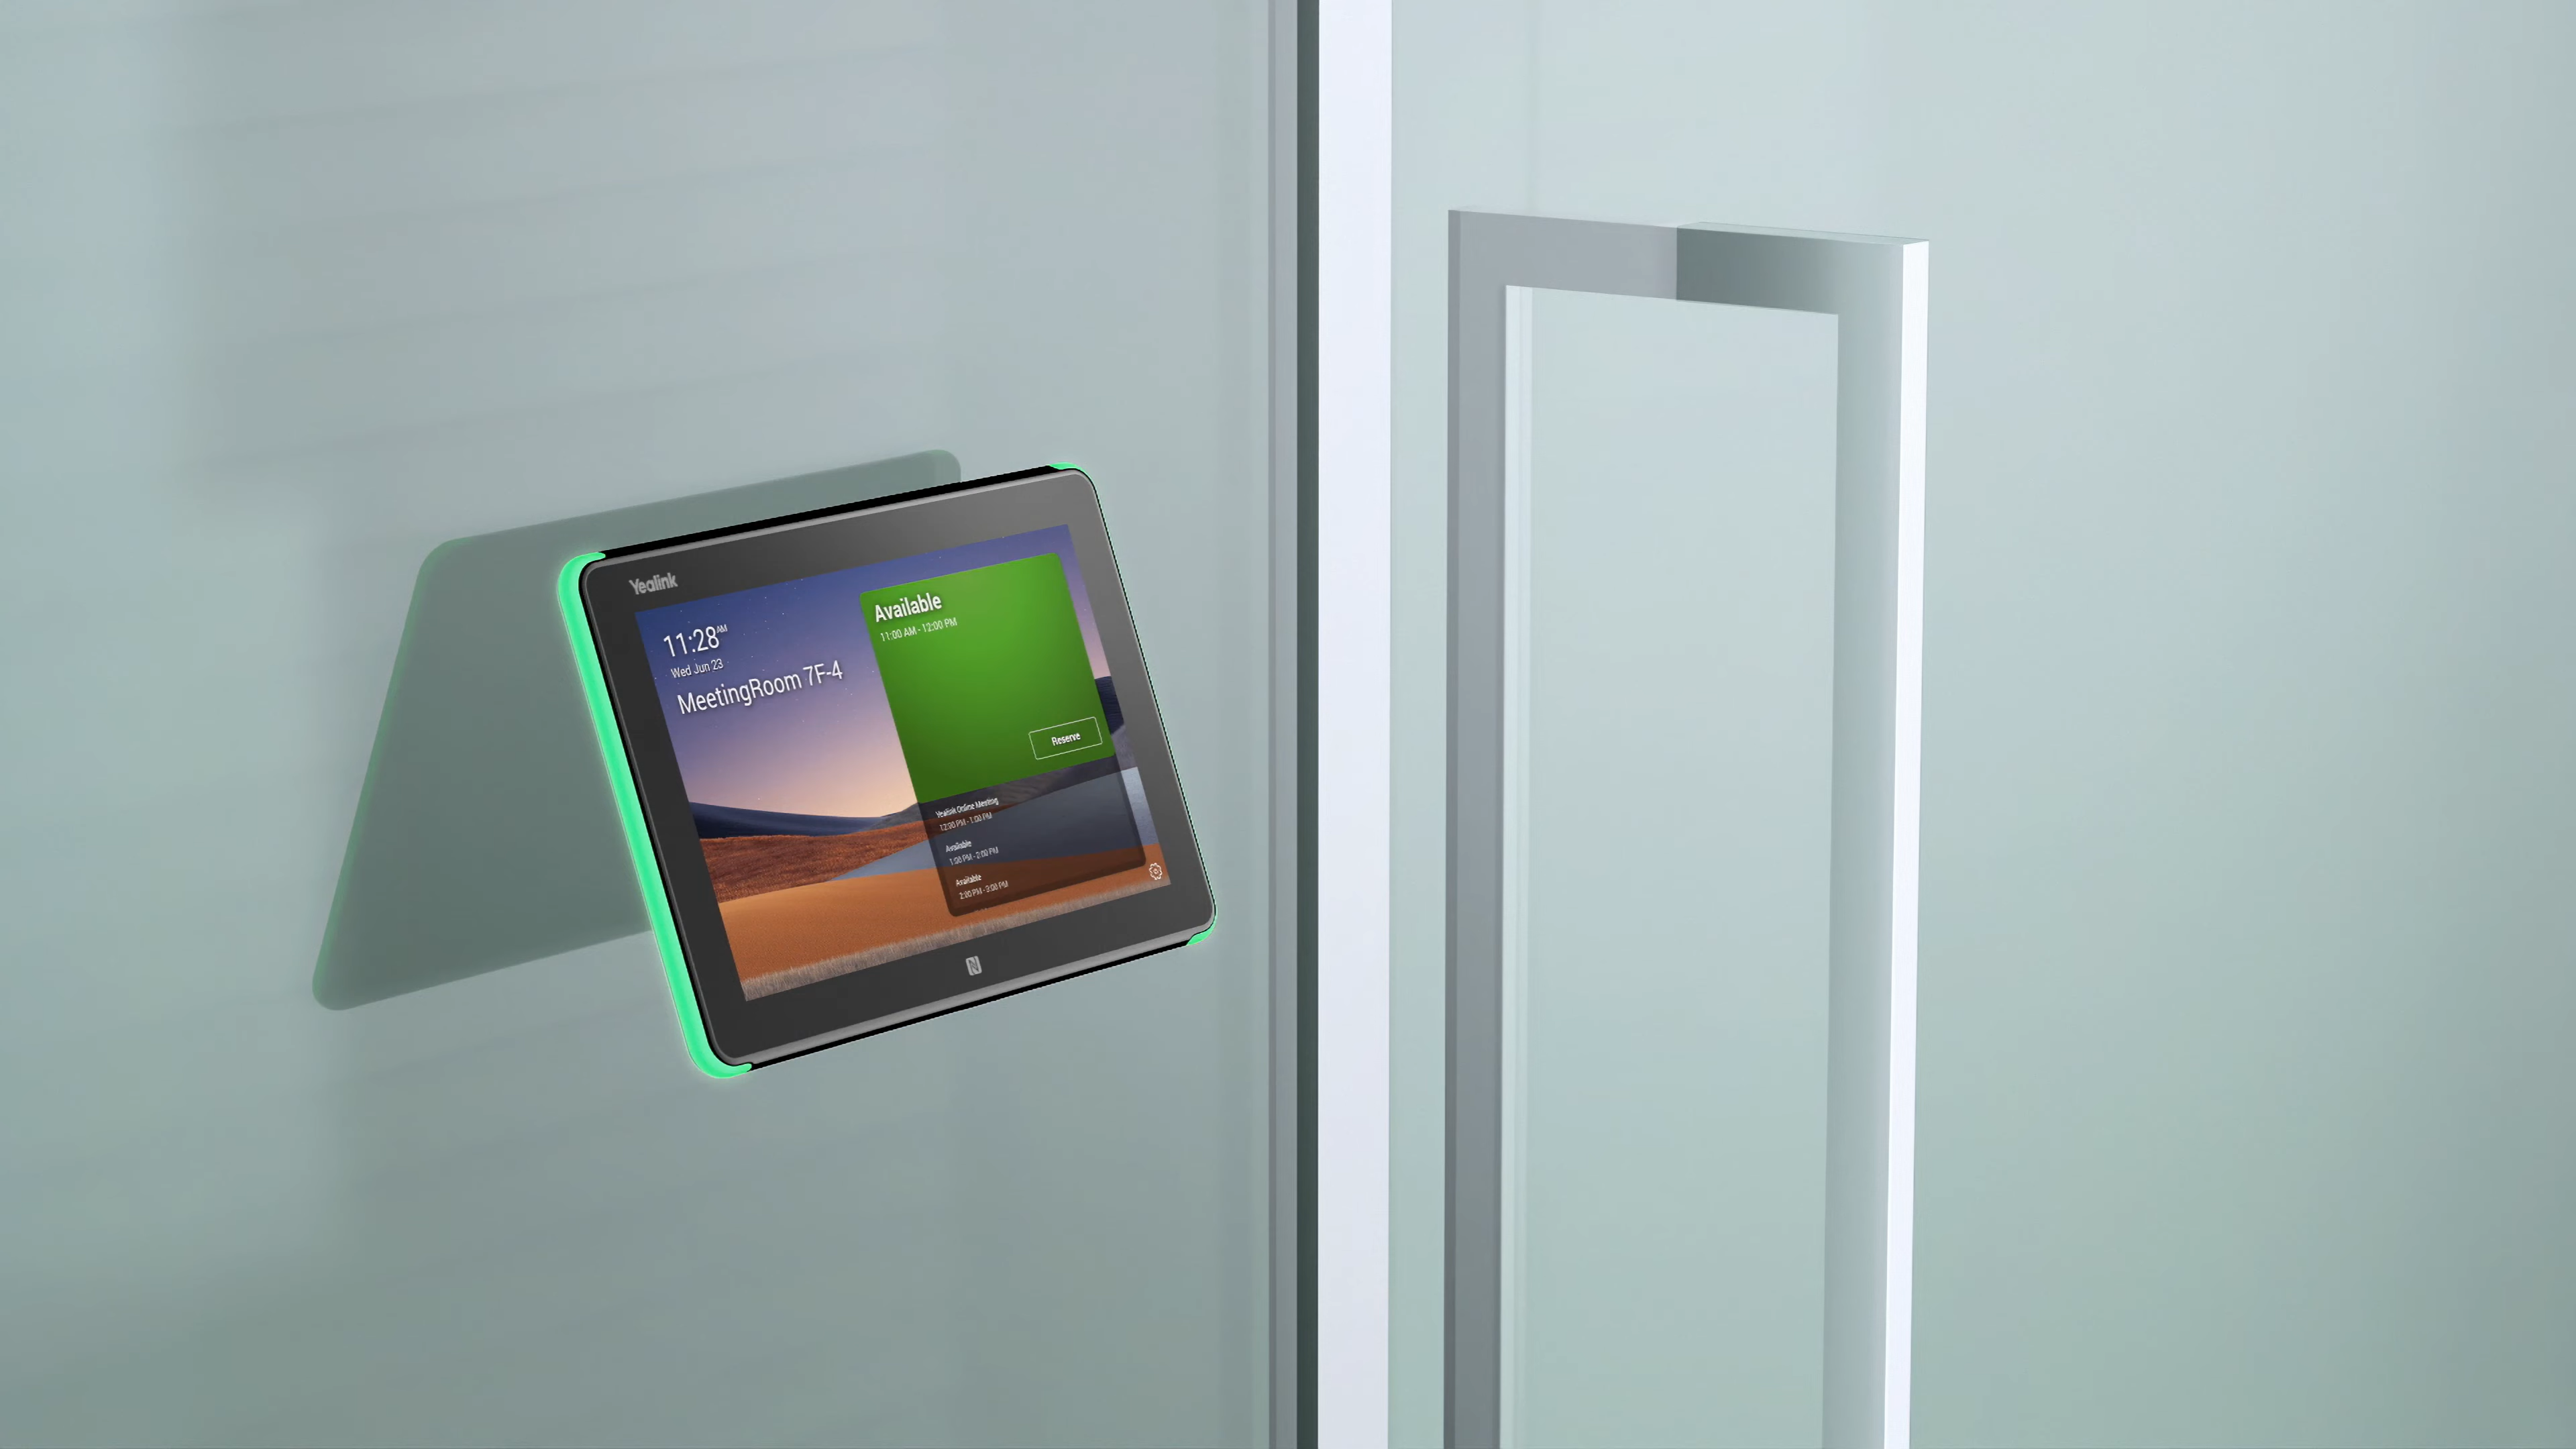 Yealink
11:28 AM
Wed Jun 23
MeetingRoom 7F-4
Available
11:00 AM - 12:00 PM
Reserve
Yealink Online Meeting
12:00 PM - 1:00 PM
Available
1:00 PM - 2:00 PM
Available
2:00 PM - 3:00 PM